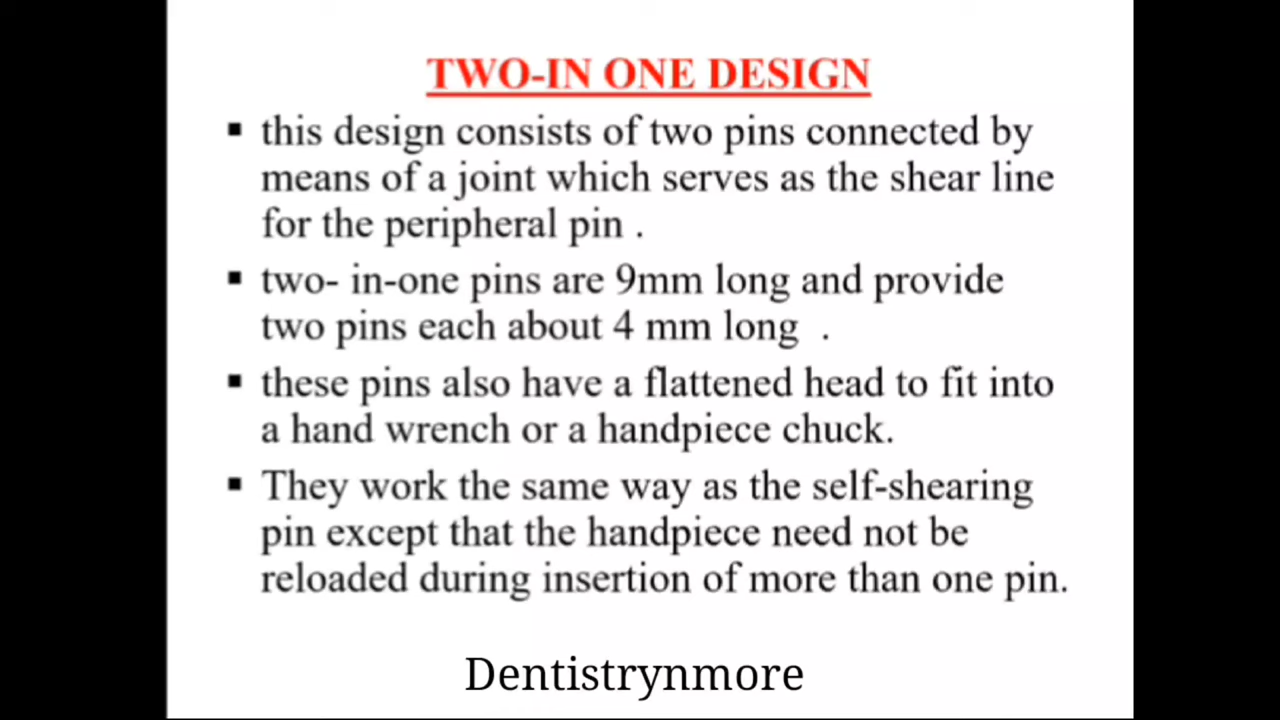 TWO-IN ONE DESIGN
▪ this design consists of two pins connected by
means of a joint which serves as the shear line
for the peripheral pin .
▪ two- in-one pins are 9mm long and provide
two pins each about 4 mm long .
▪ these pins also have a flattened head to fit into
a hand wrench or a handpiece chuck.
▪ They work the same way as the self-shearing
pin except that the handpiece need not be
reloaded during insertion of more than one pin.
Dentistrynmore